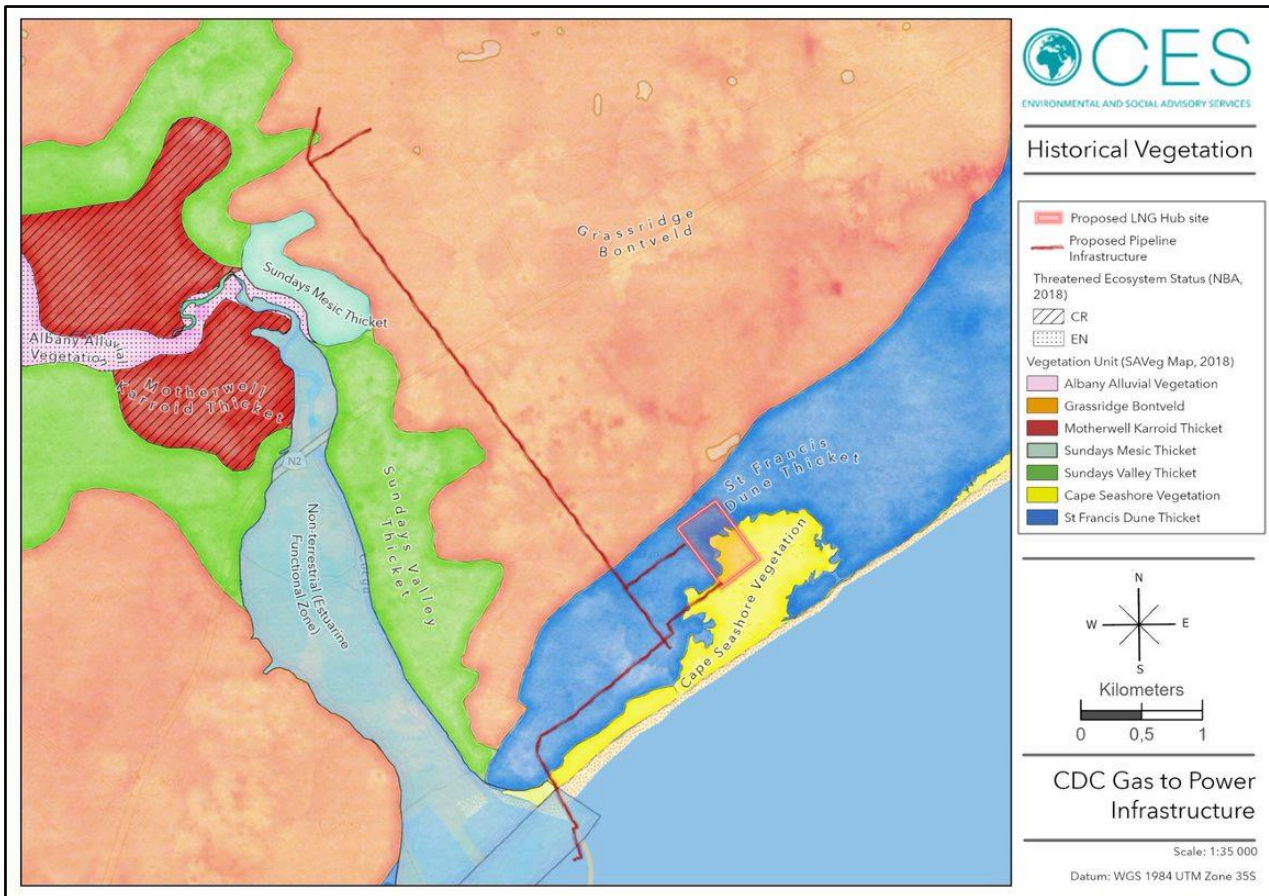 Grassridge
Bontveld
Sundays Mesic Thicket
Albany Alluvial
Vegetation
Motherwell
Karroid Thicket
N2
Sundays Valley
Thicket
Non-terrestrial (Estuarine
Functional Zone)
St Francis
Dune Thicket
Cape Seashore Vegetation
CES
ENVIRONMENTAL AND SOCIAL ADVISORY SERVICES
Historical Vegetation
Proposed LNG Hub site
Proposed Pipeline
Infrastructure
Threatened Ecosystem Status (NBA,
2018)
CR
EN
Vegetation Unit (SAVeg Map, 2018)
Albany Alluvial Vegetation
Grassridge Bontveld
Motherwell Karroid Thicket
Sundays Mesic Thicket
Sundays Valley Thicket
Cape Seashore Vegetation
St Francis Dune Thicket
N
W E
S
Kilometers
0 0,5 1
CDC Gas to Power
Infrastructure
Scale: 1:35 000
Datum: WGS 1984 UTM Zone 35S